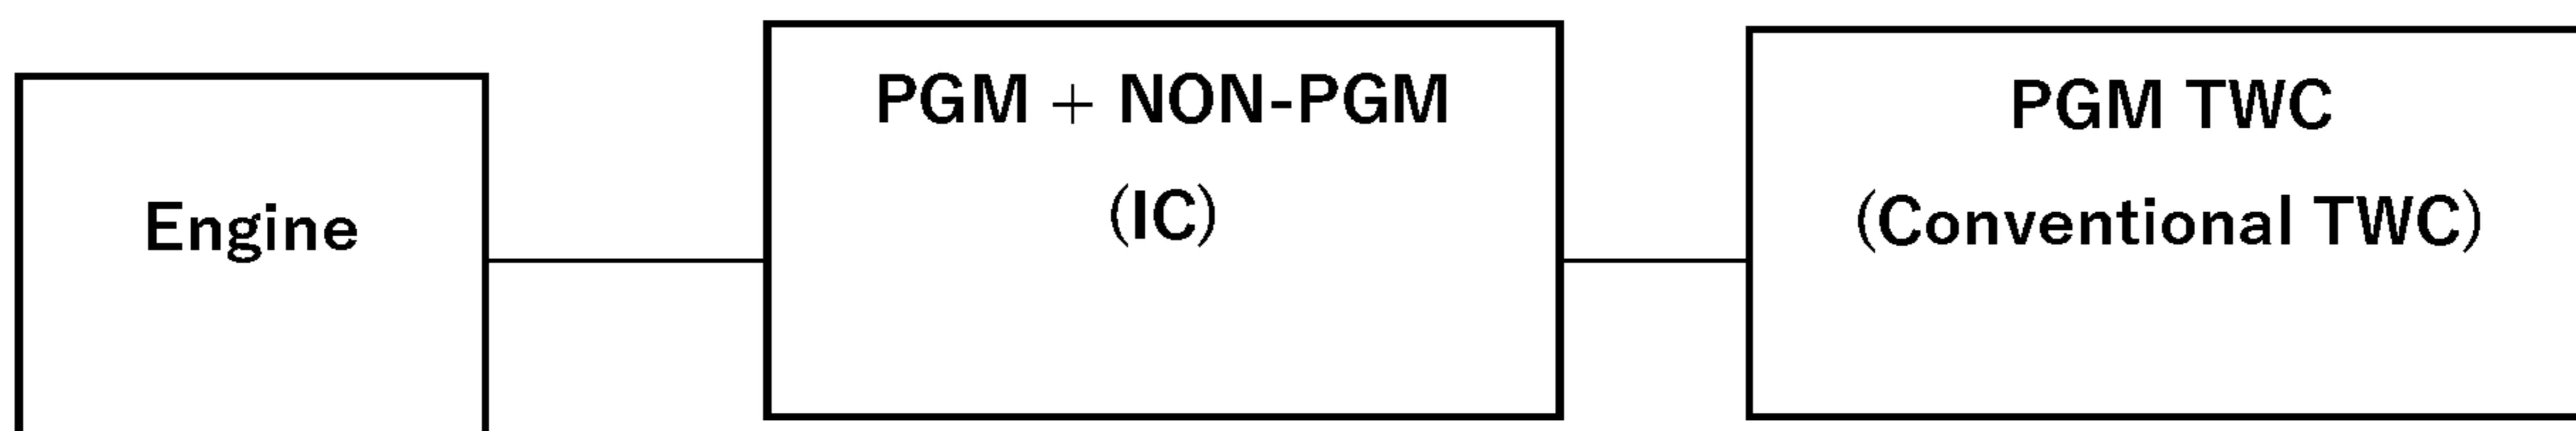 Engine
PGM + NON-PGM
(IC)
PGM TWC
(Conventional TWC)